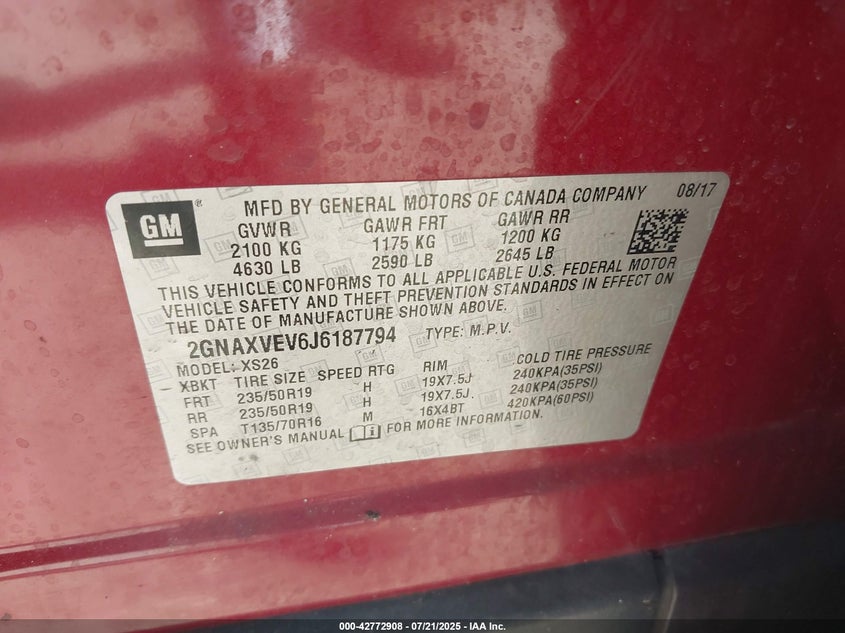 GM ® MFD BY GENERAL MOTORS OF CANADA COMPANY 08/17
GVWR GAWR FRT GAWR RR
2100 KG 1175 KG 1200 KG
4630 LB 2590 LB 2645 LB
THIS VEHICLE CONFORMS TO ALL APPLICABLE U.S. FEDERAL MOTOR
VEHICLE SAFETY AND THEFT PREVENTION STANDARDS IN EFFECT ON
THE DATE OF MANUFACTURE SHOWN ABOVE.
2GNAXVEV6J6187794 TYPE: M.P.V.
MODEL: XS26
XBKT TIRE SIZE SPEED RTG RIM COLD TIRE PRESSURE
FRT 235/50R19 H 19X7.5J 240KPA(35PSI)
RR 235/50R19 H 19X7.5J 240KPA(35PSI)
SPA T135/70R16 M 16X4BT 420KPA(60PSI)
SEE OWNER'S MANUAL FOR MORE INFORMATION.
000-42772908 - 07/21/2025 - IAA Inc.